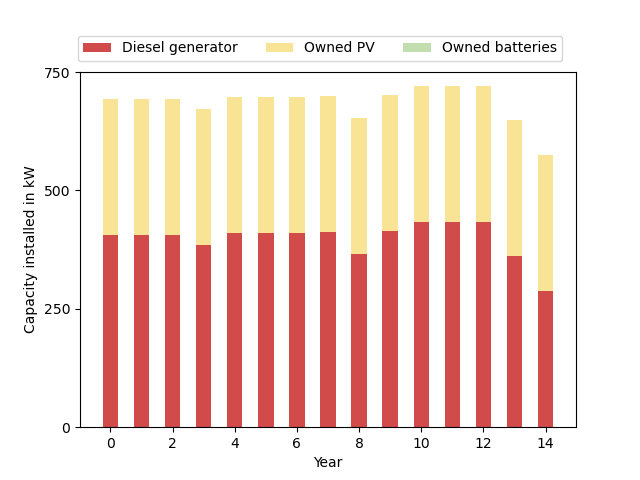 Diesel generator Owned PV Owned batteries
750
500
250
0
Capacity installed in kW
0 2 4 6 8 10 12 14
Year